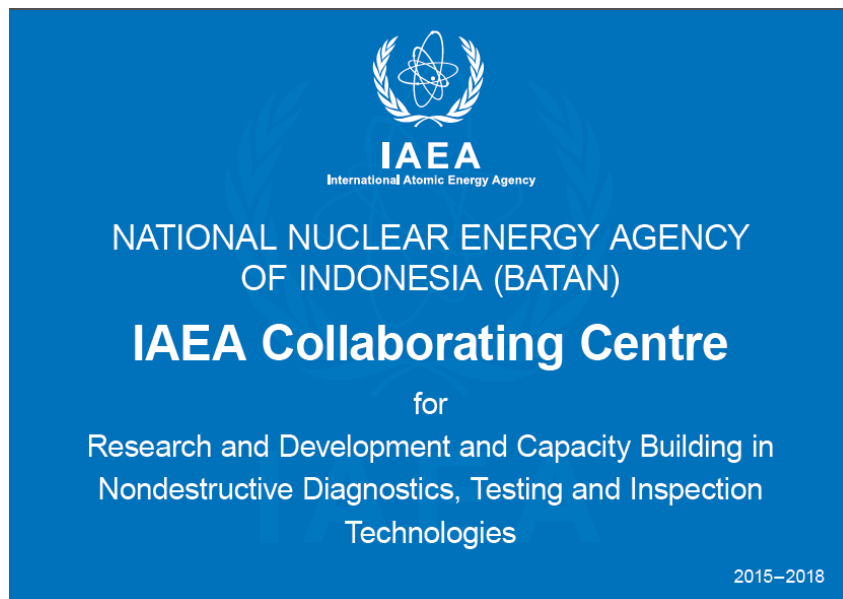 IAEA
International Atomic Energy Agency
NATIONAL NUCLEAR ENERGY AGENCY
OF INDONESIA (BATAN)
IAEA Collaborating Centre
for
Research and Development and Capacity Building in
Nondestructive Diagnostics, Testing and Inspection
Technologies
IAEA
2015–2018